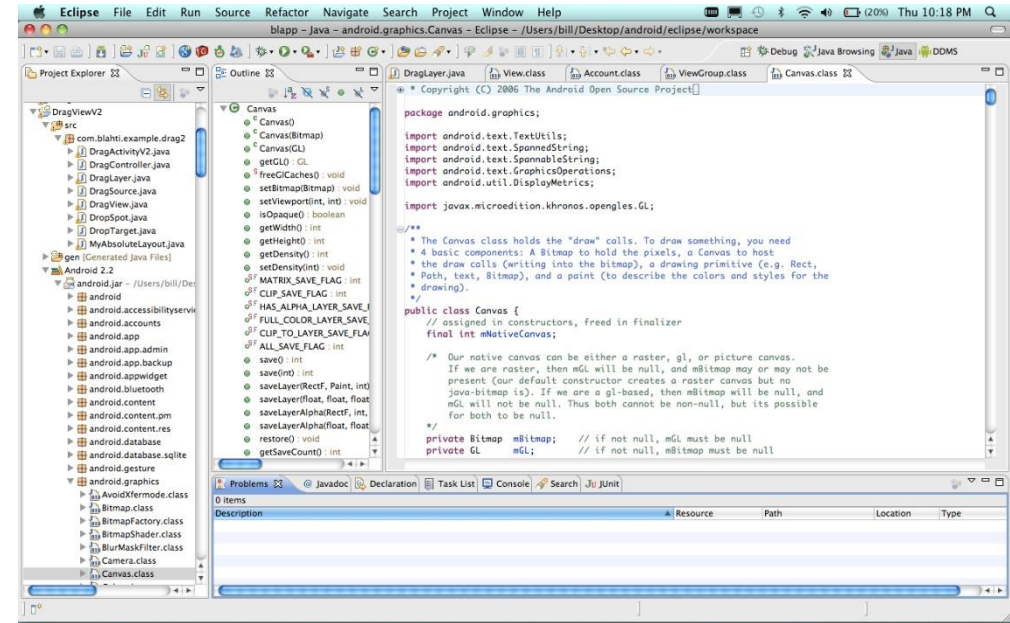 Eclipse File Edit Run Source Refactor Navigate Search Project Window Help (20%) Thu 10:18 PM
blapp – Java – android.graphics.Canvas – Eclipse – /Users/bill/Desktop/android/eclipse/workspace
Debug Java Browsing Java DDMS
Project Explorer
DragViewV2
src
com.blahti.example.drag2
DragActivityV2.java
DragController.java
DragLayer.java
DragSource.java
DragView.java
DropSpot.java
DropTarget.java
MyAbsoluteLayout.java
gen [Generated Java Files]
Android 2.2
android.jar – /Users/bill/Des
android
android.accessibilityservi
android.accounts
android.app
android.app.admin
android.app.backup
android.appwidget
android.bluetooth
android.content
android.content.pm
android.content.res
android.database
android.database.sqlite
android.gesture
android.graphics
AvoidXfermode.class
Bitmap.class
BitmapFactory.class
BitmapShader.class
BlurMaskFilter.class
Camera.class
Canvas.class
Outline
Canvas
Canvas()
Canvas(Bitmap)
Canvas(GL)
getGL() : GL
freeGlCaches() : void
setBitmap(Bitmap) : void
setViewport(int, int) : void
isOpaque() : boolean
getWidth() : int
getHeight() : int
getDensity() : int
setDensity(int) : void
MATRIX_SAVE_FLAG : int
CLIP_SAVE_FLAG : int
HAS_ALPHA_LAYER_SAVE_F
FULL_COLOR_LAYER_SAVE_
CLIP_TO_LAYER_SAVE_FLA
ALL_SAVE_FLAG : int
save() : int
save(int) : int
saveLayer(RectF, Paint, int)
saveLayer(float, float, float
saveLayerAlpha(RectF, int,
saveLayerAlpha(float, float
restore() : void
getSaveCount() : int
DragLayer.java View.class Account.class ViewGroup.class Canvas.class
* Copyright (C) 2006 The Android Open Source Project
package android.graphics;
import android.text.TextUtils;
import android.text.SpannedString;
import android.text.SpannableString;
import android.text.GraphicsOperations;
import android.util.DisplayMetrics;
import javax.microedition.khronos.opengles.GL;
/**
* The Canvas class holds the "draw" calls. To draw something, you need
* 4 basic components: A Bitmap to hold the pixels, a Canvas to host
* the draw calls (writing into the bitmap), a drawing primitive (e.g. Rect,
* Path, text, Bitmap), and a paint (to describe the colors and styles for the
* drawing).
*/
public class Canvas {
// assigned in constructors, freed in finalizer
final int mNativeCanvas;
/* Our native canvas can be either a raster, gl, or picture canvas.
If we are raster, then mGL will be null, and mBitmap may or may not be
present (our default constructor creates a raster canvas but no
java-bitmap is). If we are a gl-based, then mBitmap will be null, and
mGL will not be null. Thus both cannot be non-null, but its possible
for both to be null.
*/
private Bitmap mBitmap; // if not null, mGL must be null
private GL mGL; // if not null, mBitmap must be null
Problems @ Javadoc Declaration Task List Console Search JUnit
0 items
Description Resource Path Location Type